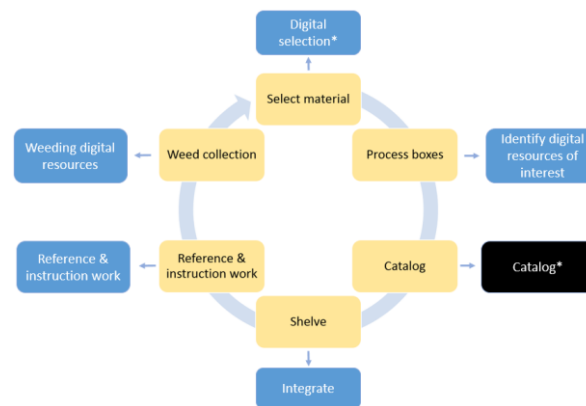 Digital
selection*
Select material
Weeding digital
resources
Weed collection
Process boxes
Identify digital
resources of
interest
Reference &
instruction work
Reference &
instruction work
Catalog
Catalog*
Shelve
Integrate